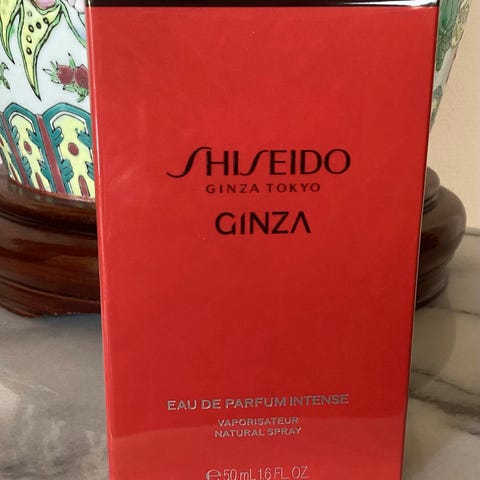 SHISEIDO
GINZA TOKYO
GINZA
EAU DE PARFUM INTENSE
VAPORISATEUR
NATURAL SPRAY
℮50 mL 1.6 FL. OZ